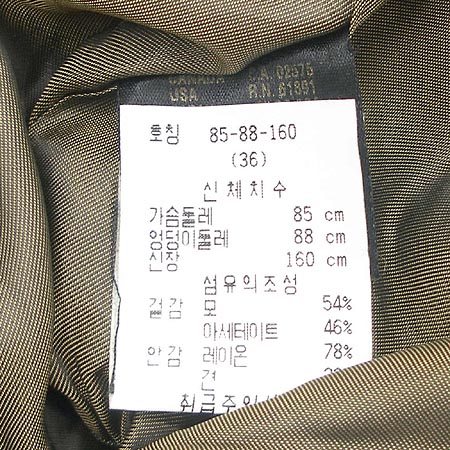 USA R.N. 
호칭 85-88-160
(36)
신체치수
가슴둘레 85 cm
엉덩이둘레 88 cm
신장 160 cm
섬유의조성
겉감 모 54%
아세테이트 46%
안감 레이온 78%
견